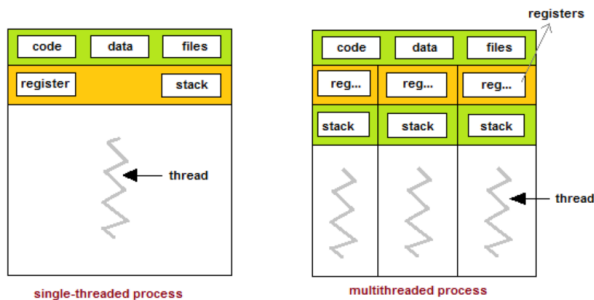 registers
code data files
register stack
thread
single-threaded process
code data files
reg... reg... reg...
stack stack stack
thread
multithreaded process